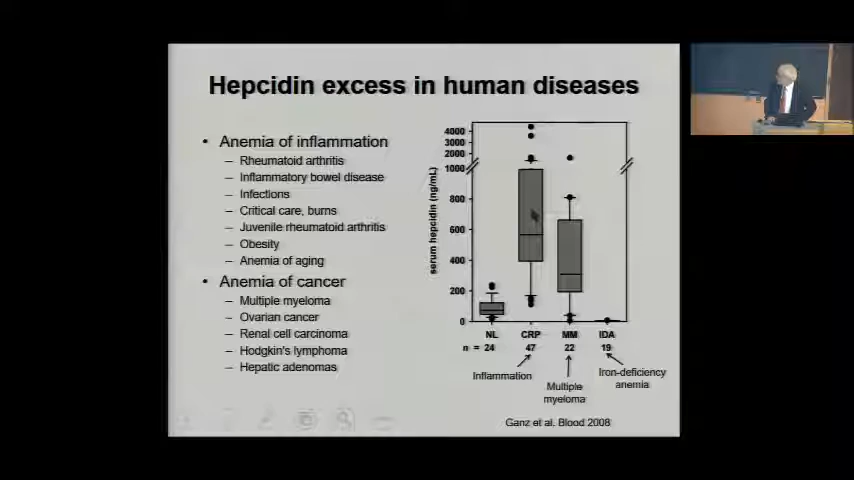 Hepcidin excess in human diseases
• Anemia of inflammation
– Rheumatoid arthritis
– Inflammatory bowel disease
– Infections
– Critical care, burns
– Juvenile rheumatoid arthritis
– Obesity
– Anemia of aging
• Anemia of cancer
– Multiple myeloma
– Ovarian cancer
– Renal cell carcinoma
– Hodgkin's lymphoma
– Hepatic adenomas
serum hepcidin (ng/mL)
4000
3000
2000
1000
800
600
400
200
0
NL CRP MM IDA
n = 24 47 22 19
Inflammation
Multiple
myeloma
Iron-deficiency
anemia
Ganz et al. Blood 2008